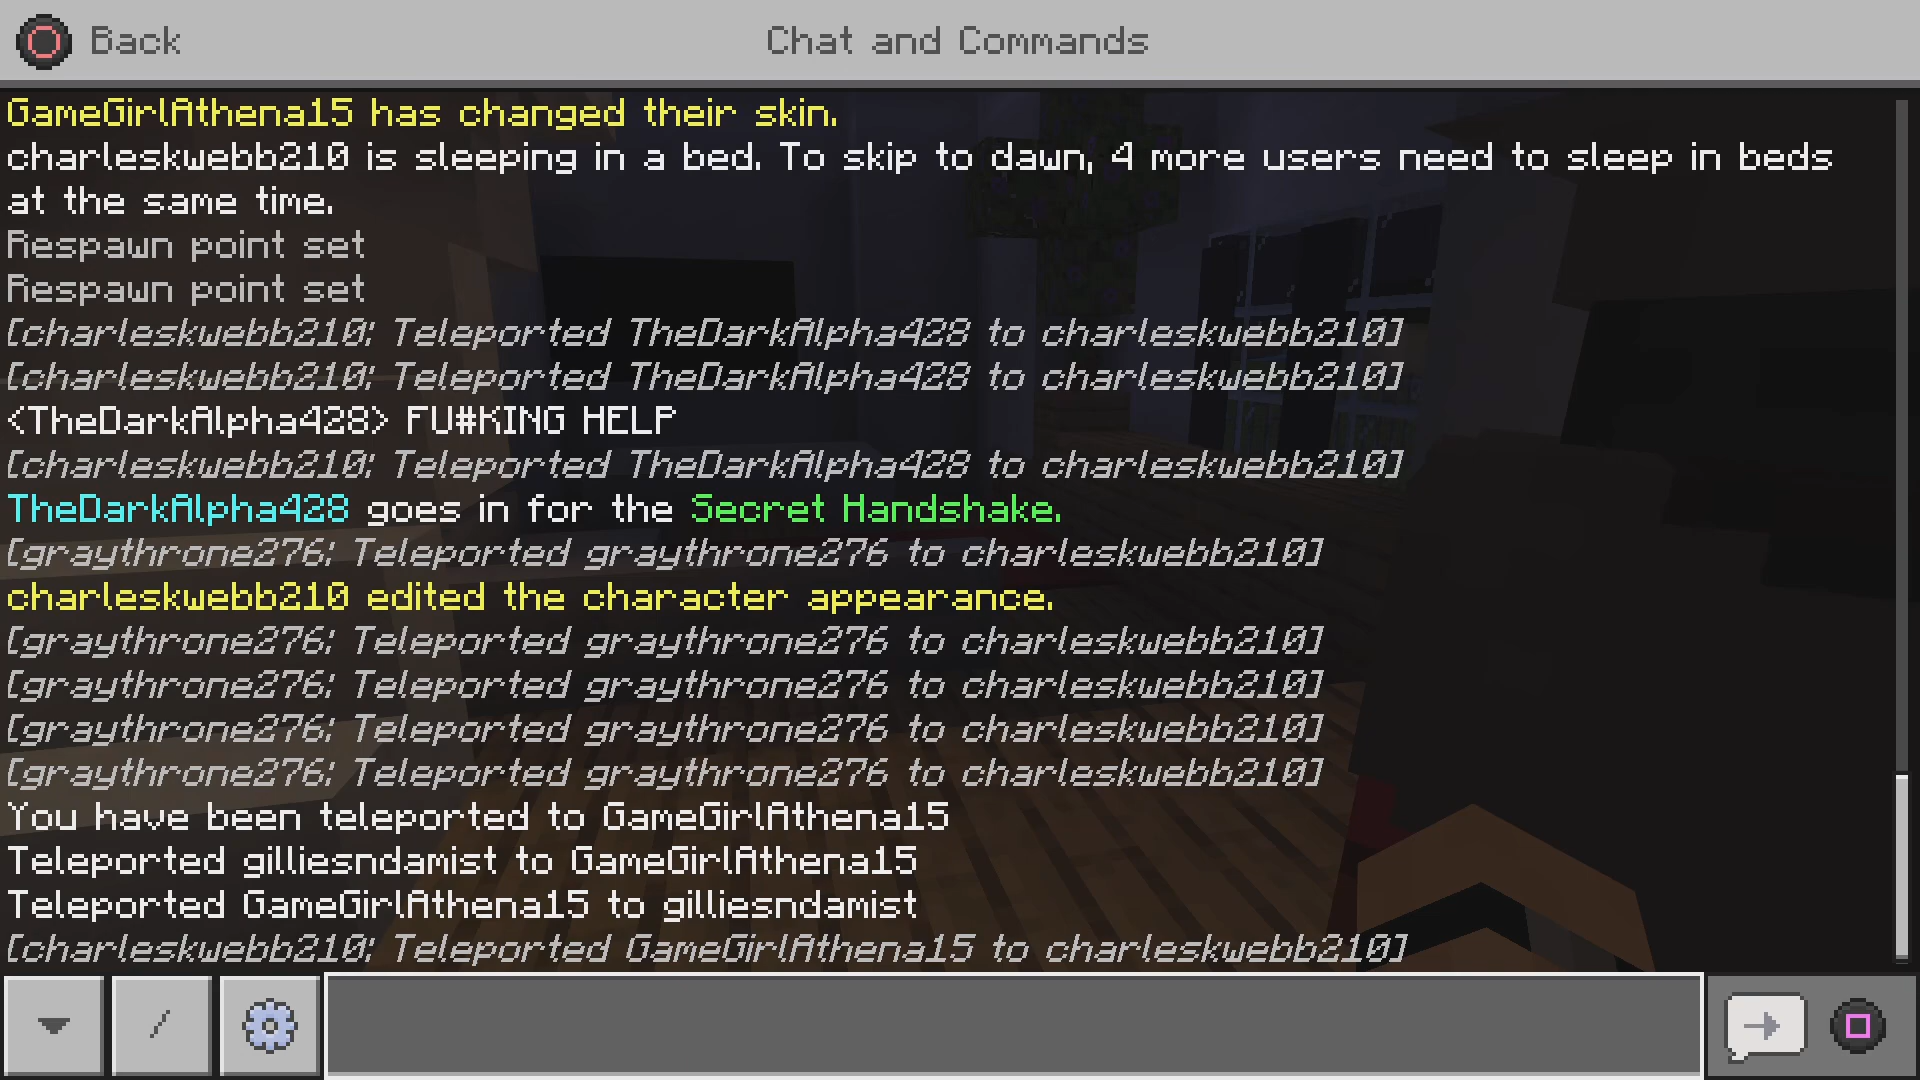 Back
Chat and Commands
GameGirlAthena15 has changed their skin.
charleskwebb210 is sleeping in a bed. To skip to dawn, 4 more users need to sleep in beds
at the same time.
Respawn point set
Respawn point set
[charleskwebb210: Teleported TheDarkAlpha428 to charleskwebb210]
[charleskwebb210: Teleported TheDarkAlpha428 to charleskwebb210]
<TheDarkAlpha428> FU#KING HELP
[charleskwebb210: Teleported TheDarkAlpha428 to charleskwebb210]
TheDarkAlpha428 goes in for the Secret Handshake.
[graythrone276: Teleported graythrone276 to charleskwebb210]
charleskwebb210 edited the character appearance.
[graythrone276: Teleported graythrone276 to charleskwebb210]
[graythrone276: Teleported graythrone276 to charleskwebb210]
[graythrone276: Teleported graythrone276 to charleskwebb210]
[graythrone276: Teleported graythrone276 to charleskwebb210]
You have been teleported to GameGirlAthena15
Teleported gilliesndamist to GameGirlAthena15
Teleported GameGirlAthena15 to gilliesndamist
[charleskwebb210: Teleported GameGirlAthena15 to charleskwebb210]
/